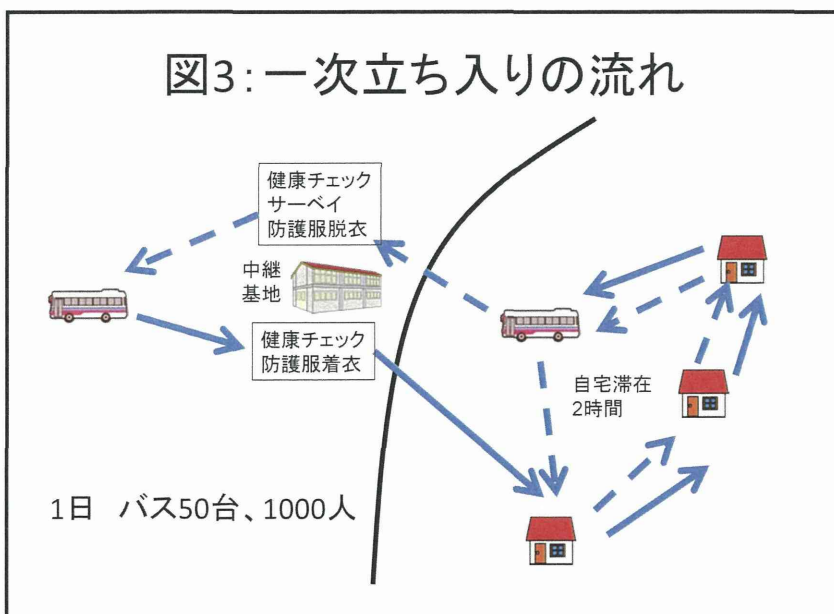 図3：一次立ち入りの流れ
健康チェック
サーベイ
防護服脱衣
中継
基地
健康チェック
防護服着衣
自宅滞在
2時間
1日　バス50台、1000人